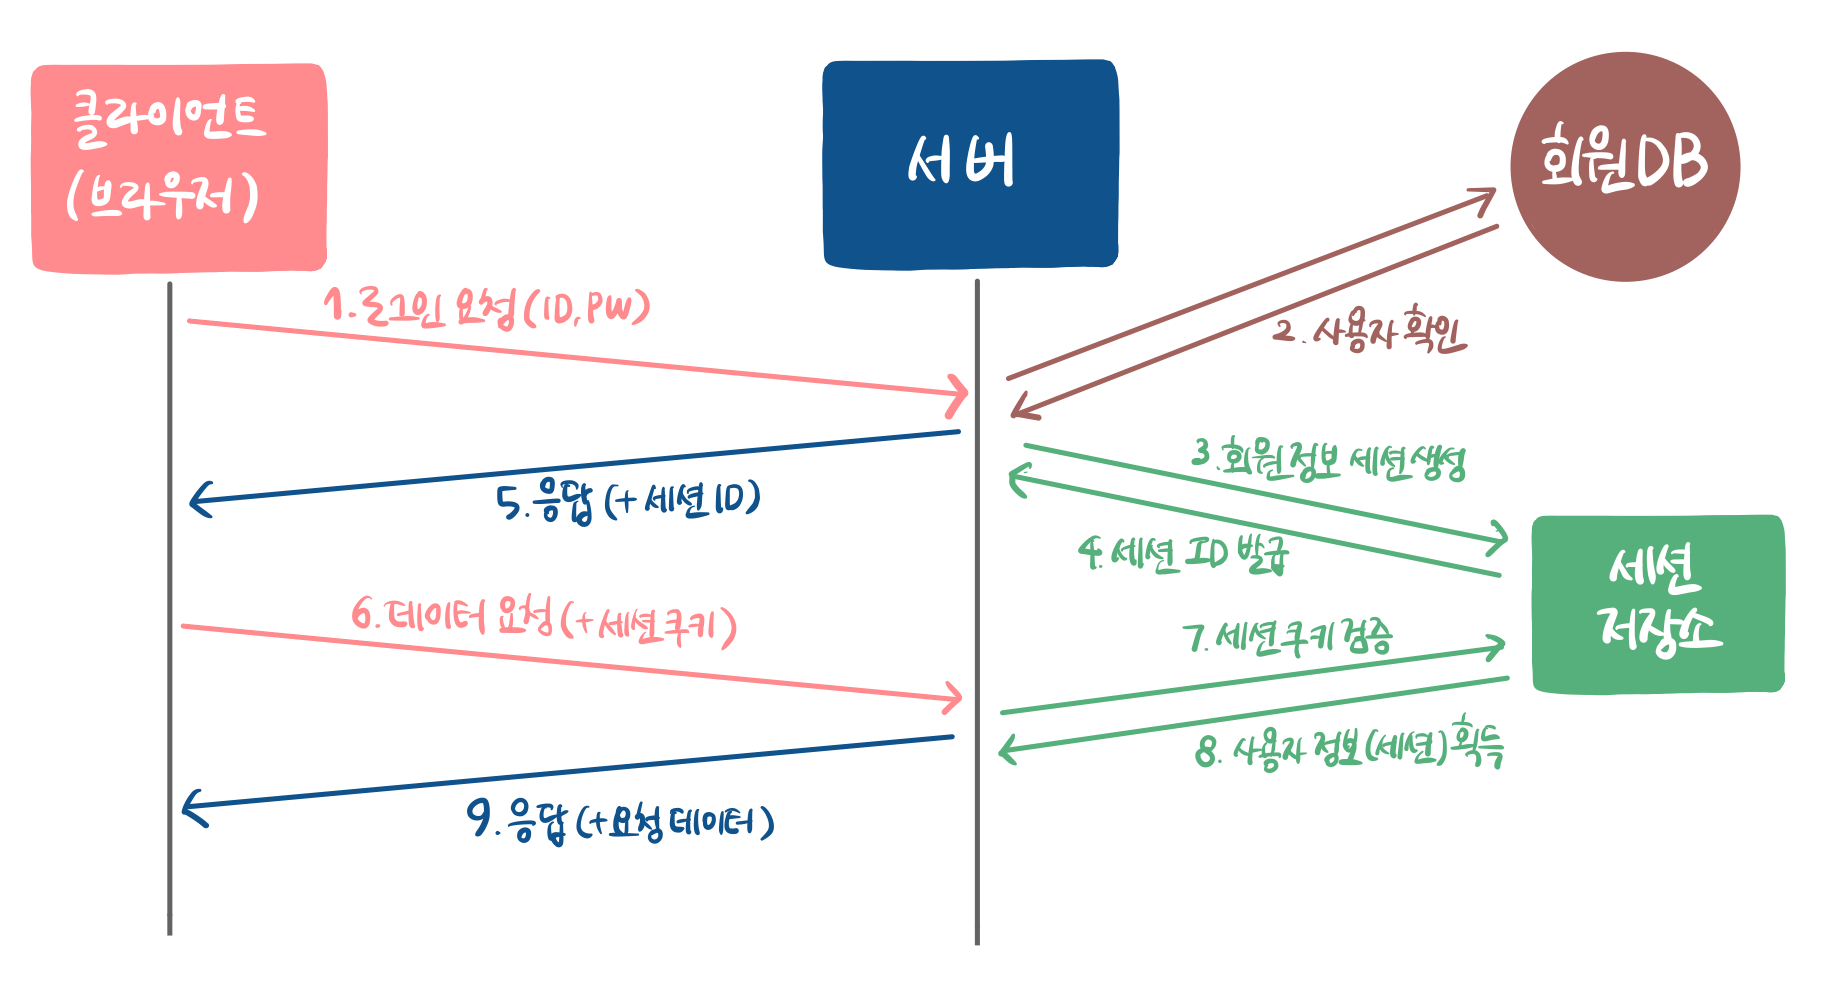 클라이언트
(브라우저)
서버
회원DB
1.로그인 요청(ID,PW)
2. 사용자 확인
3.회원정보 세션생성
4.세션 ID 발급
5.응답(+세션ID)
세션
저장소
6.데이터 요청(+세션쿠키)
7.세션쿠키 검증
8.사용자 정보(세션)획득
9.응답(+요청데이터)